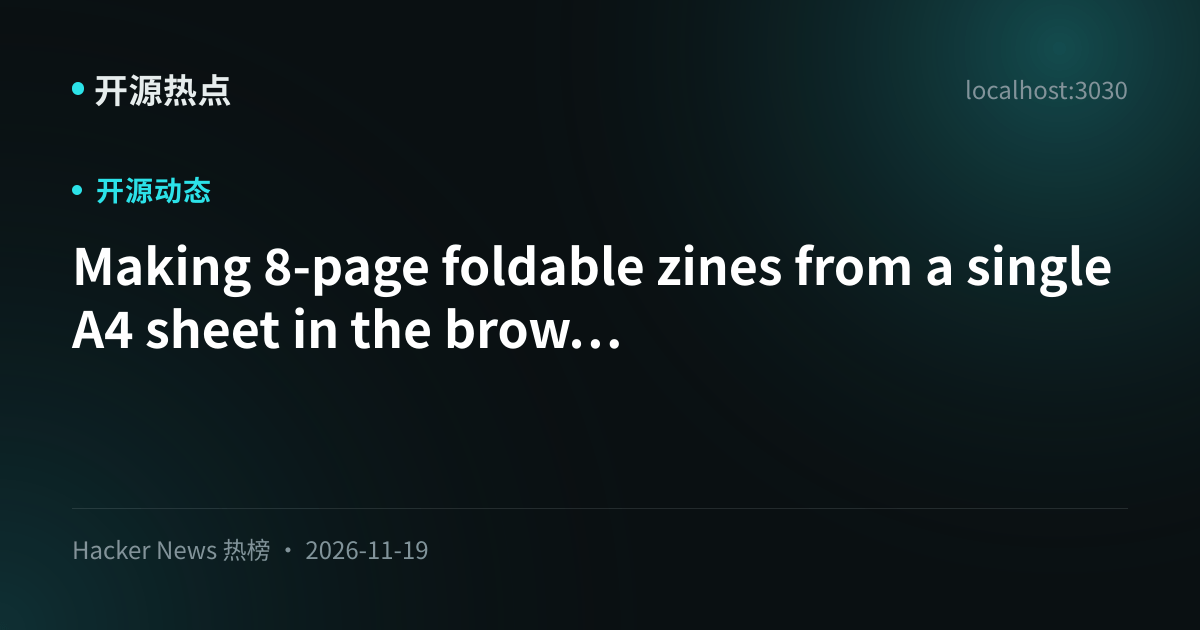 开源热点
localhost:3030
开源动态
Making 8-page foldable zines from a single
A4 sheet in the brow…
Hacker News 热榜 · 2026-11-19